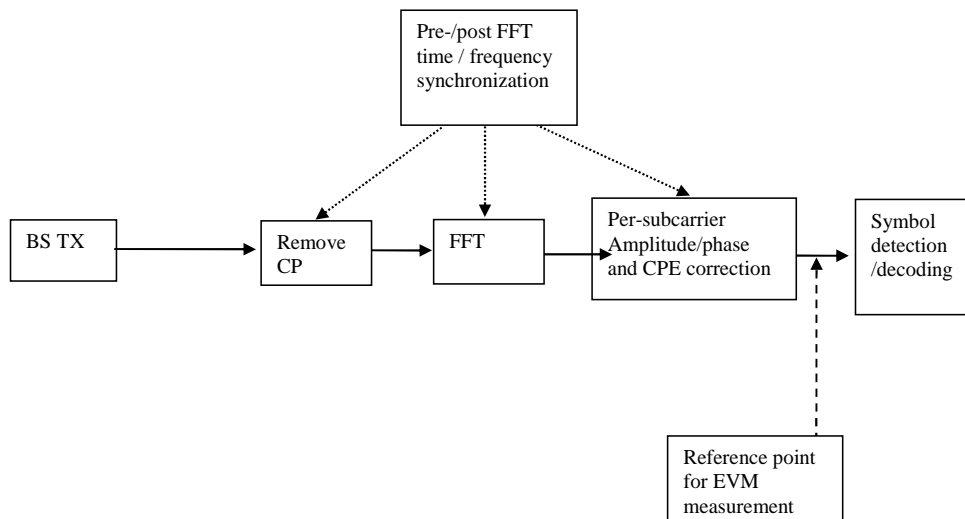 Pre-/post FFT
time / frequency
synchronization
BS TX
Remove
CP
FFT
Per-subcarrier
Amplitude/phase
and CPE correction
Symbol
detection
/decoding
Reference point
for EVM
measurement